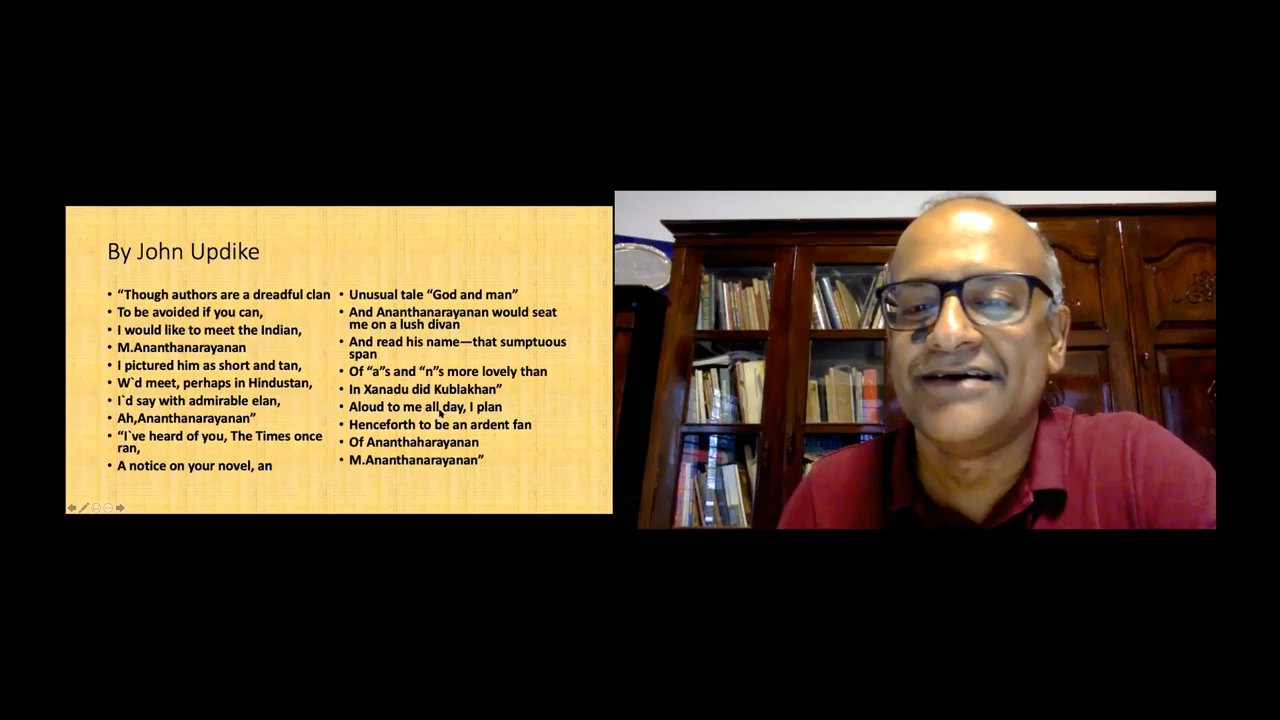 By John Updike
• “Though authors are a dreadful clan
• To be avoided if you can,
• I would like to meet the Indian,
• M.Ananthanarayanan
• I pictured him as short and tan,
• W`d meet, perhaps in Hindustan,
• I`d say with admirable elan,
• Ah,Ananthanarayanan”
• “I`ve heard of you, The Times once
ran,
• A notice on your novel, an
• Unusual tale “God and man”
• And Ananthanarayanan would seat
me on a lush divan
• And read his name—that sumptuous
span
• Of “a”s and “n”s more lovely than
• In Xanadu did Kublakhan”
• Aloud to me all day, I plan
• Henceforth to be an ardent fan
• Of Ananthaharayanan
• M.Ananthanarayanan”